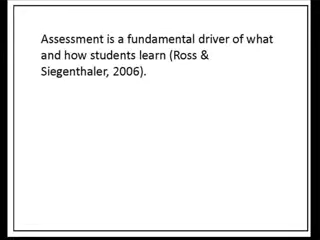 Assessment is a fundamental driver of what
and how students learn (Ross &
Siegenthaler, 2006).